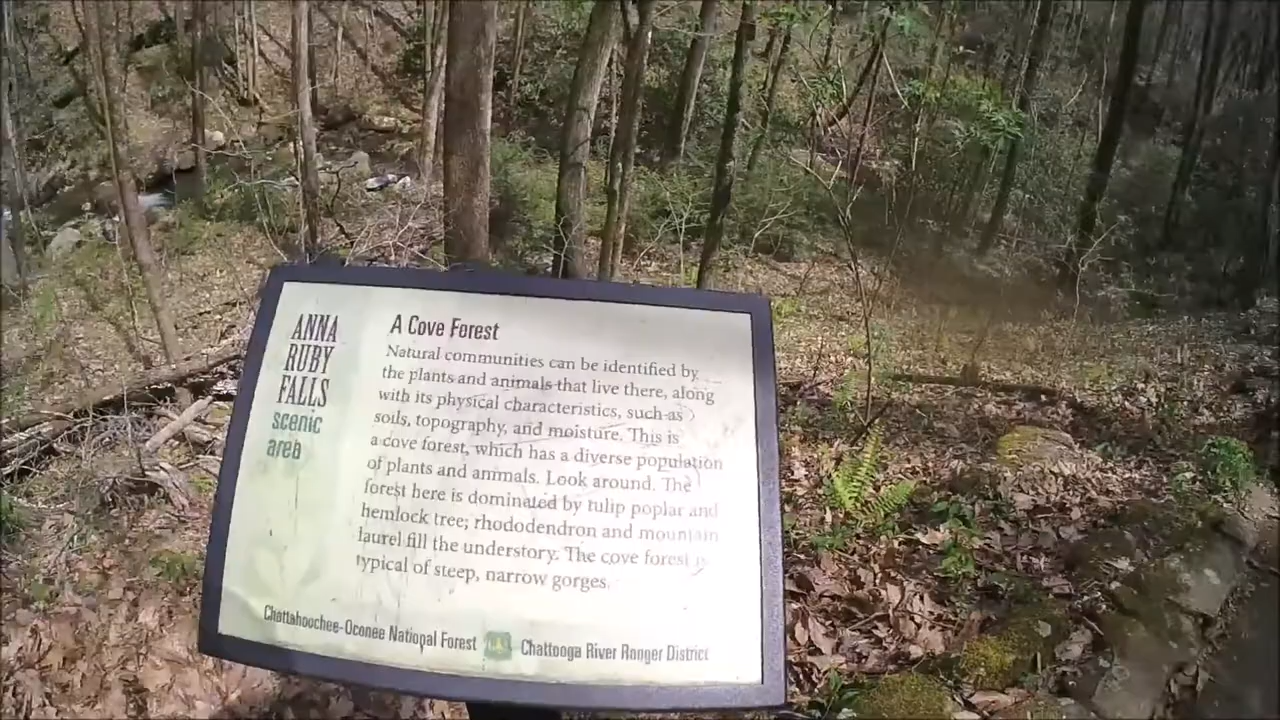 ANNA
RUBY
FALLS
scenic
area
A Cove Forest
Natural communities can be identified by
the plants and animals that live there, along
with its physical characteristics, such as
soils, topography, and moisture. This is
a cove forest, which has a diverse population
of plants and animals. Look around. The
forest here is dominated by tulip poplar and
hemlock tree; rhododendron and mountain
laurel fill the understory. The cove forest is
typical of steep, narrow gorges.
Chattahoochee-Oconee National Forest
Chattooga River Ranger District